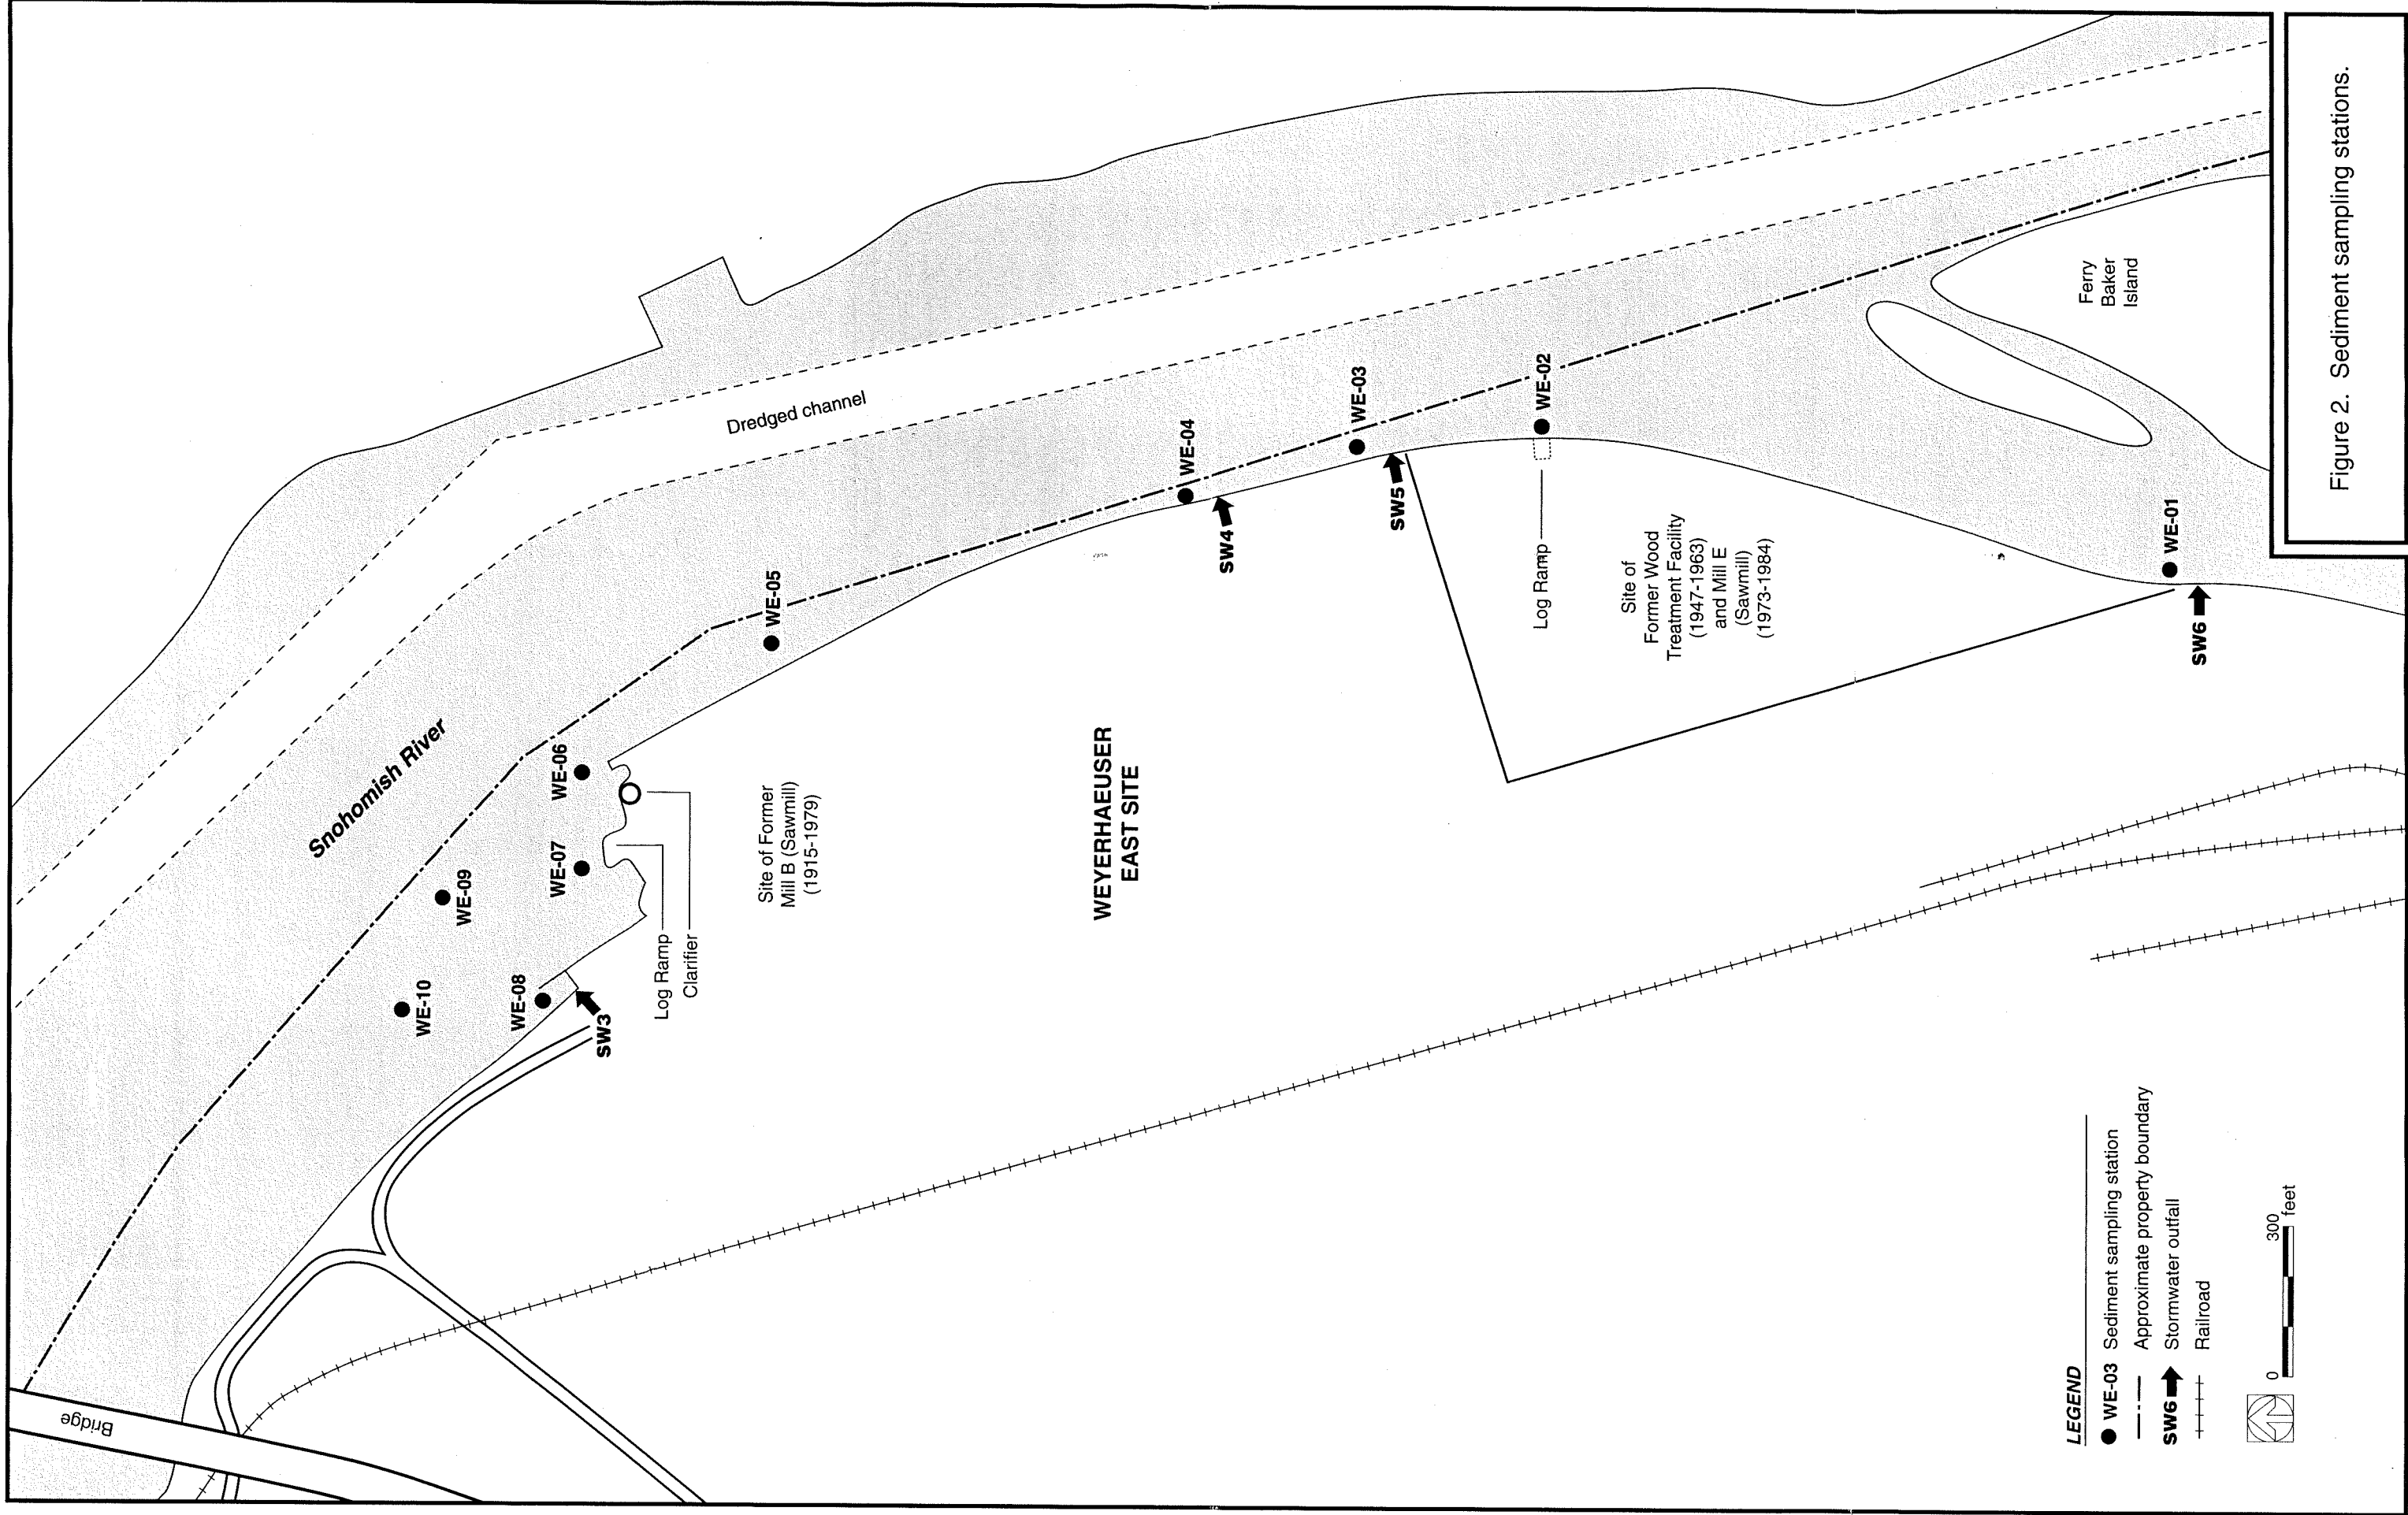 Bridge
Snohomish River
Dredged channel
WE-10
WE-09
WE-08
WE-07
WE-06
WE-05
WE-04
WE-03
WE-02
WE-01
SW3
SW4
SW5
SW6
Log Ramp
Clarifier
Site of Former
Mill B (Sawmill)
(1915-1979)
WEYERHAEUSER
EAST SITE
Log Ramp
Site of
Former Wood
Treatment Facility
(1947-1963)
and Mill E
(Sawmill)
(1973-1984)
Ferry
Baker
Island
LEGEND
WE-03 Sediment sampling station
Approximate property boundary
SW6 Stormwater outfall
Railroad
0 300
feet
Figure 2. Sediment sampling stations.